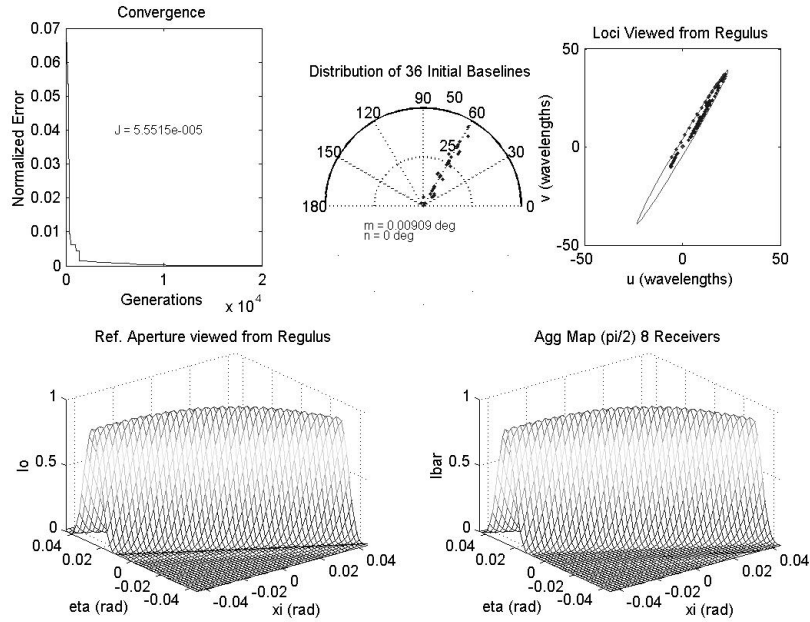 Convergence
0.07
0.06
0.05
0.04
0.03
0.02
0.01
0
Normalized Error
J = 5.5515e-005
0
1
2
Generations
x 10^4
Distribution of 36 Initial Baselines
90
50
120
60
150
25
30
180
0
m = 0.00909 deg
n = 0 deg
Loci Viewed from Regulus
50
0
-50
v (wavelengths)
-50
0
50
u (wavelengths)
Ref. Aperture viewed from Regulus
1
0.5
0
Io
0.04
0.02
0
-0.02
-0.04
eta (rad)
-0.04
-0.02
0
0.02
0.04
xi (rad)
Agg Map (pi/2) 8 Receivers
1
0.5
0
Ibar
0.04
0.02
0
-0.02
-0.04
eta (rad)
-0.04
-0.02
0
0.02
0.04
xi (rad)